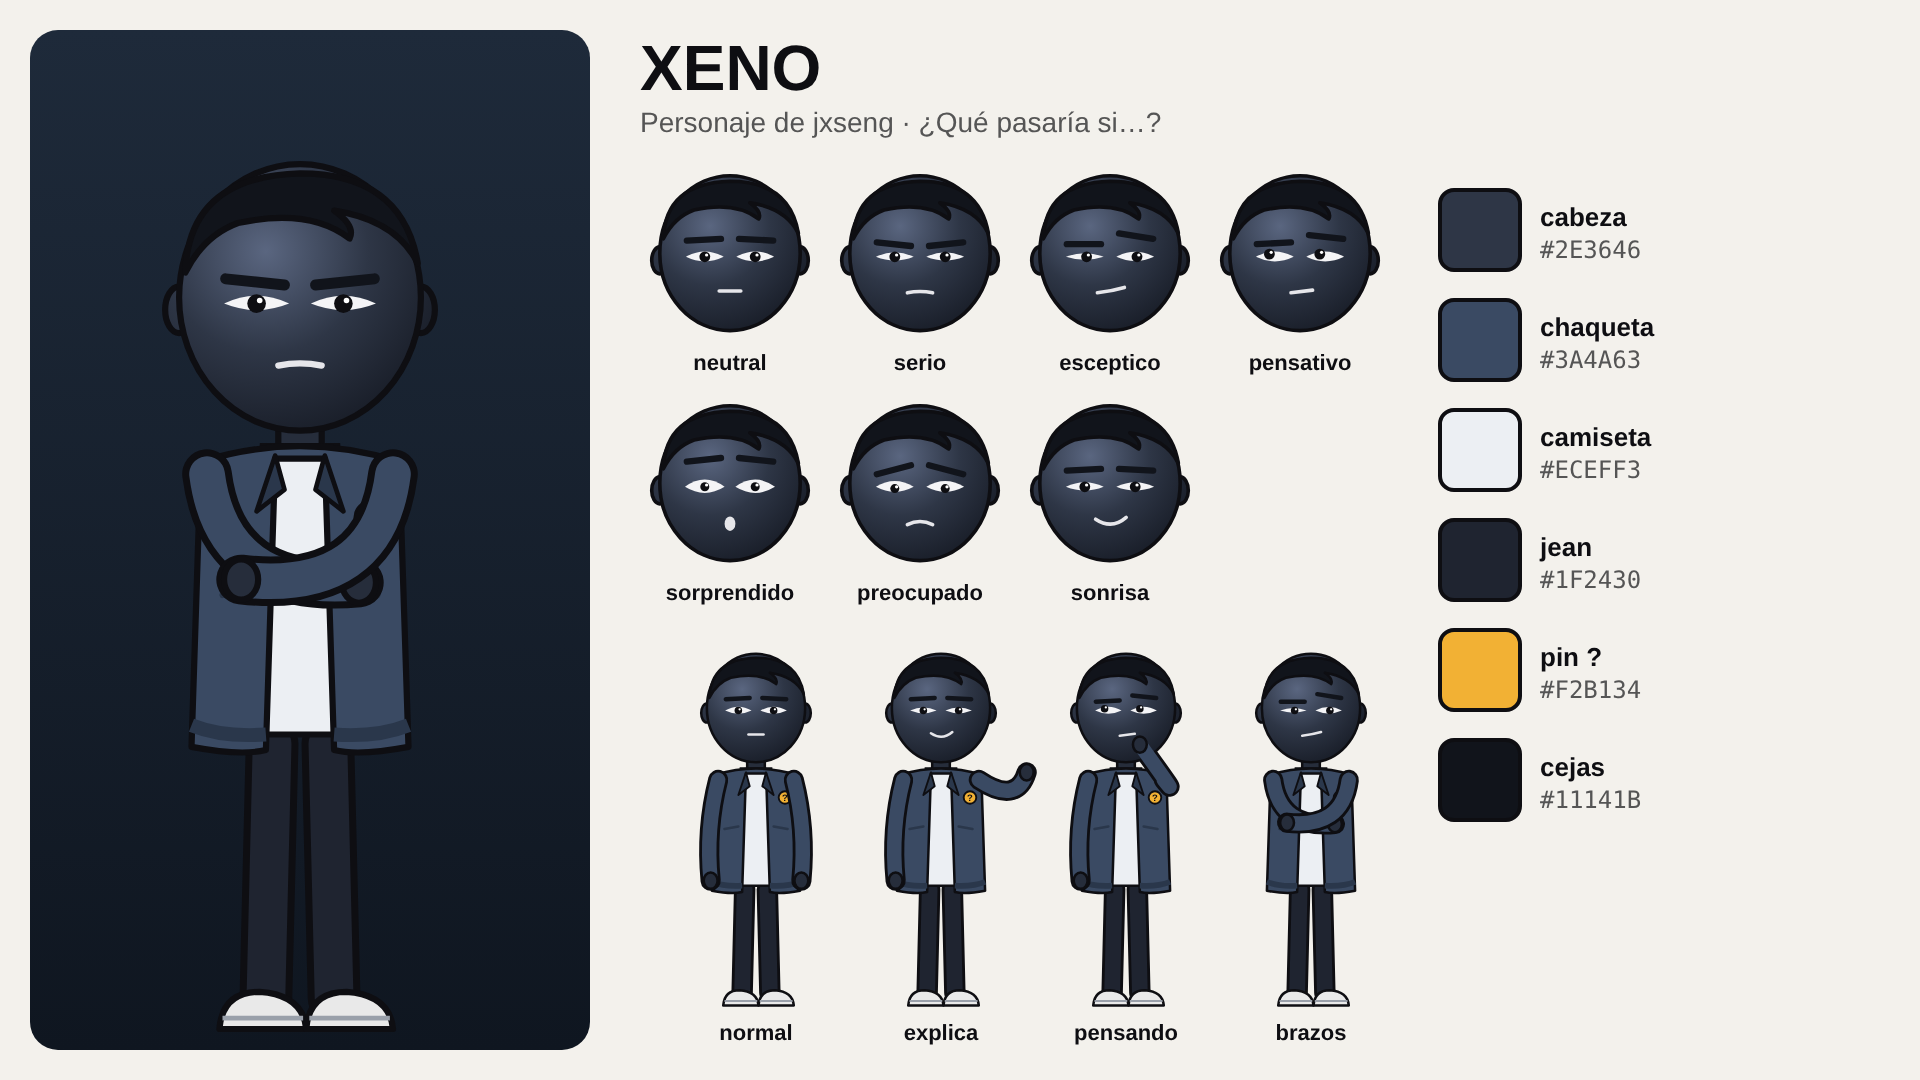 XENO
Personaje de jxseng · ¿Qué pasaría si…?
neutral
serio
esceptico
pensativo
sorprendido
preocupado
sonrisa
?
?
?
normal
explica
pensando
brazos
cabeza
#2E3646
chaqueta
#3A4A63
camiseta
#ECEFF3
jean
#1F2430
pin ?
#F2B134
cejas
#11141B